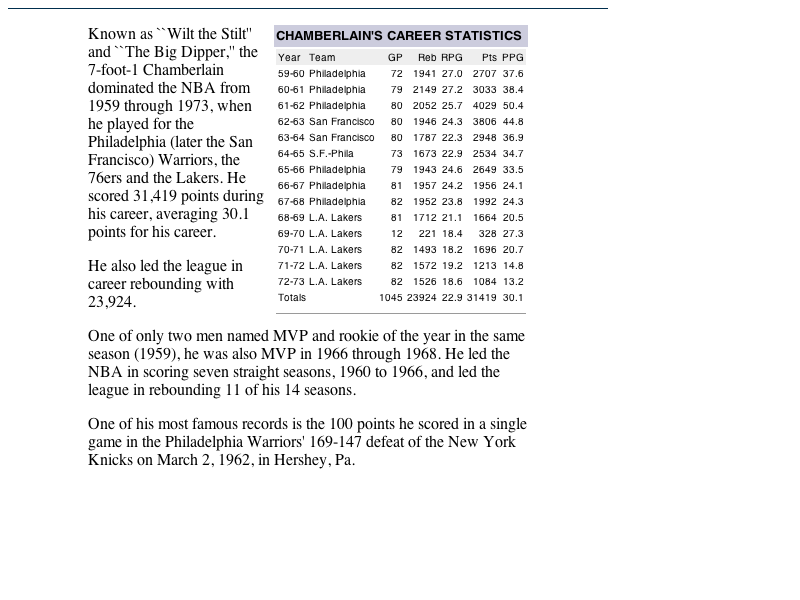 Known as ``Wilt the Stilt''
and ``The Big Dipper,'' the
7-foot-1 Chamberlain
dominated the NBA from
1959 through 1973, when
he played for the
Philadelphia (later the San
Francisco) Warriors, the
76ers and the Lakers. He
scored 31,419 points during
his career, averaging 30.1
points for his career.
He also led the league in
career rebounding with
23,924.
CHAMBERLAIN'S CAREER STATISTICS
Year Team GP Reb RPG Pts PPG
59-60 Philadelphia 72 1941 27.0 2707 37.6
60-61 Philadelphia 79 2149 27.2 3033 38.4
61-62 Philadelphia 80 2052 25.7 4029 50.4
62-63 San Francisco 80 1946 24.3 3806 44.8
63-64 San Francisco 80 1787 22.3 2948 36.9
64-65 S.F.-Phila 73 1673 22.9 2534 34.7
65-66 Philadelphia 79 1943 24.6 2649 33.5
66-67 Philadelphia 81 1957 24.2 1956 24.1
67-68 Philadelphia 82 1952 23.8 1992 24.3
68-69 L.A. Lakers 81 1712 21.1 1664 20.5
69-70 L.A. Lakers 12 221 18.4 328 27.3
70-71 L.A. Lakers 82 1493 18.2 1696 20.7
71-72 L.A. Lakers 82 1572 19.2 1213 14.8
72-73 L.A. Lakers 82 1526 18.6 1084 13.2
Totals 1045 23924 22.9 31419 30.1
One of only two men named MVP and rookie of the year in the same
season (1959), he was also MVP in 1966 through 1968. He led the
NBA in scoring seven straight seasons, 1960 to 1966, and led the
league in rebounding 11 of his 14 seasons.
One of his most famous records is the 100 points he scored in a single
game in the Philadelphia Warriors' 169-147 defeat of the New York
Knicks on March 2, 1962, in Hershey, Pa.